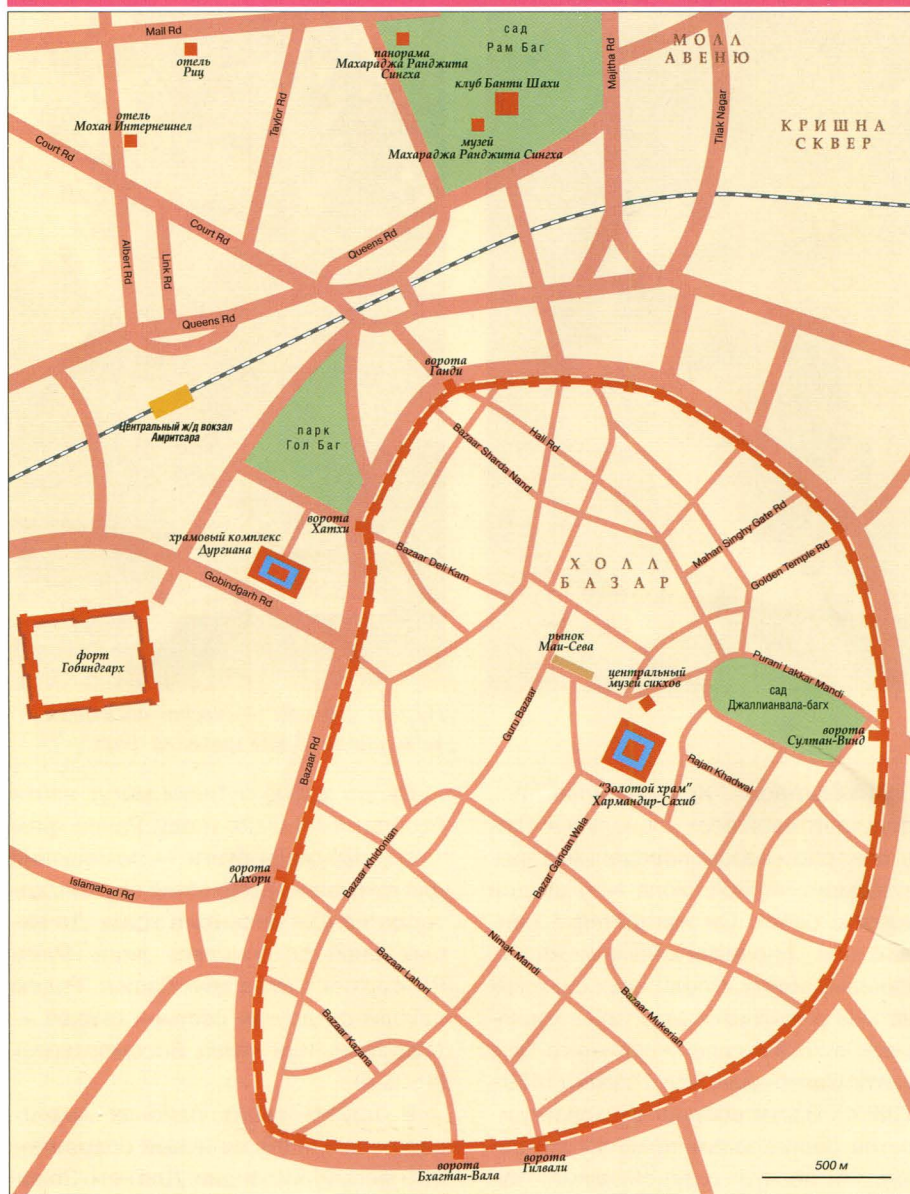 Mall Rd
отель
Риц
панорама
Махараджа Ранджита
Сингха
сад
Рам Баг
клуб Банти Шахи
музей
Махараджа Ранджита Сингха
Majitha Rd
МОЛЛ
АВЕНЮ
Tilak Nagar
КРИШНА
СКВЕР
отель
Мохан Интернешнел
Taylor Rd
Court Rd
Court Rd
Albert Rd
Link Rd
Queens Rd
Queens Rd
Центральный ж/д вокзал
Амритсара
парк
Гол Баг
ворота
Ганди
Hall Rd
Bazaar Sharda Nand
ворота
Хатхи
храмовый комплекс
Дургиана
Gobindgarh Rd
Bazaar Deli Kam
ХОЛЛ
БАЗАР
Mahan Singhy Gate Rd
Golden Temple Rd
форт
Гобиндгарх
рынок
Маи-Сева
центральный
музей сикхов
Purani Lakkar Mandi
сад
Джаллианвала-багх
ворота
Султан-Винд
Guru Bazaar
Rajan Khadwal
"Золотой храм"
Хармандир-Сахиб
Bazaar Rd
Bazar Gandan Wala
Bazaar Khidonian
ворота
Лахори
Islamabad Rd
Bazaar Lahori
Nimak Mandi
Bazaar Mukerian
Bazaar Kazana
ворота
Бхагтан-Вала
ворота
Гилвали
500 м